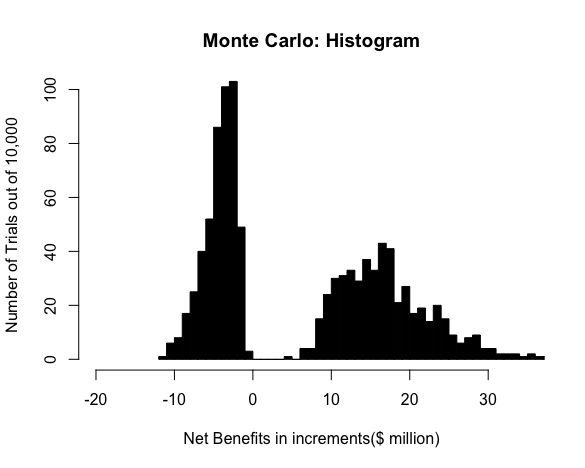 Monte Carlo: Histogram
Number of Trials out of 10,000
100
80
60
40
20
0
-20 -10 0 10 20 30
Net Benefits in increments($ million)